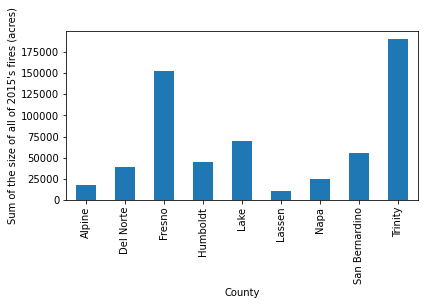 Sum of the size of all of 2015's fires (acres)
175000
150000
125000
100000
75000
50000
25000
0
Alpine
Del Norte
Fresno
Humboldt
Lake
Lassen
Napa
San Bernardino
Trinity
County